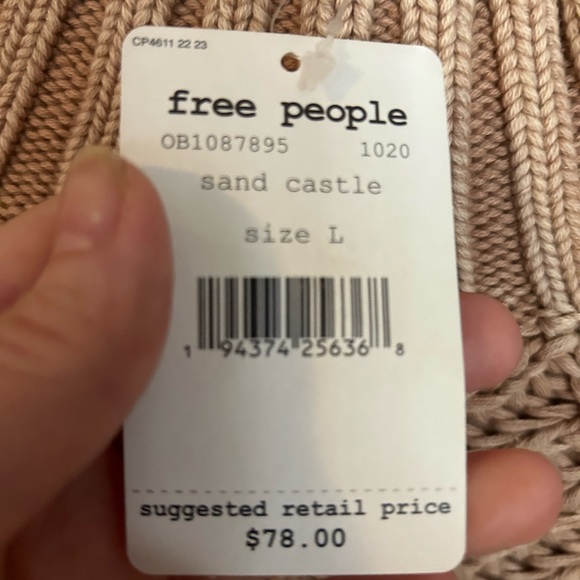 CP4611 22 23
free people
OB1087895 1020
sand castle
size L
1 94374 25636 8
suggested retail price
$78.00